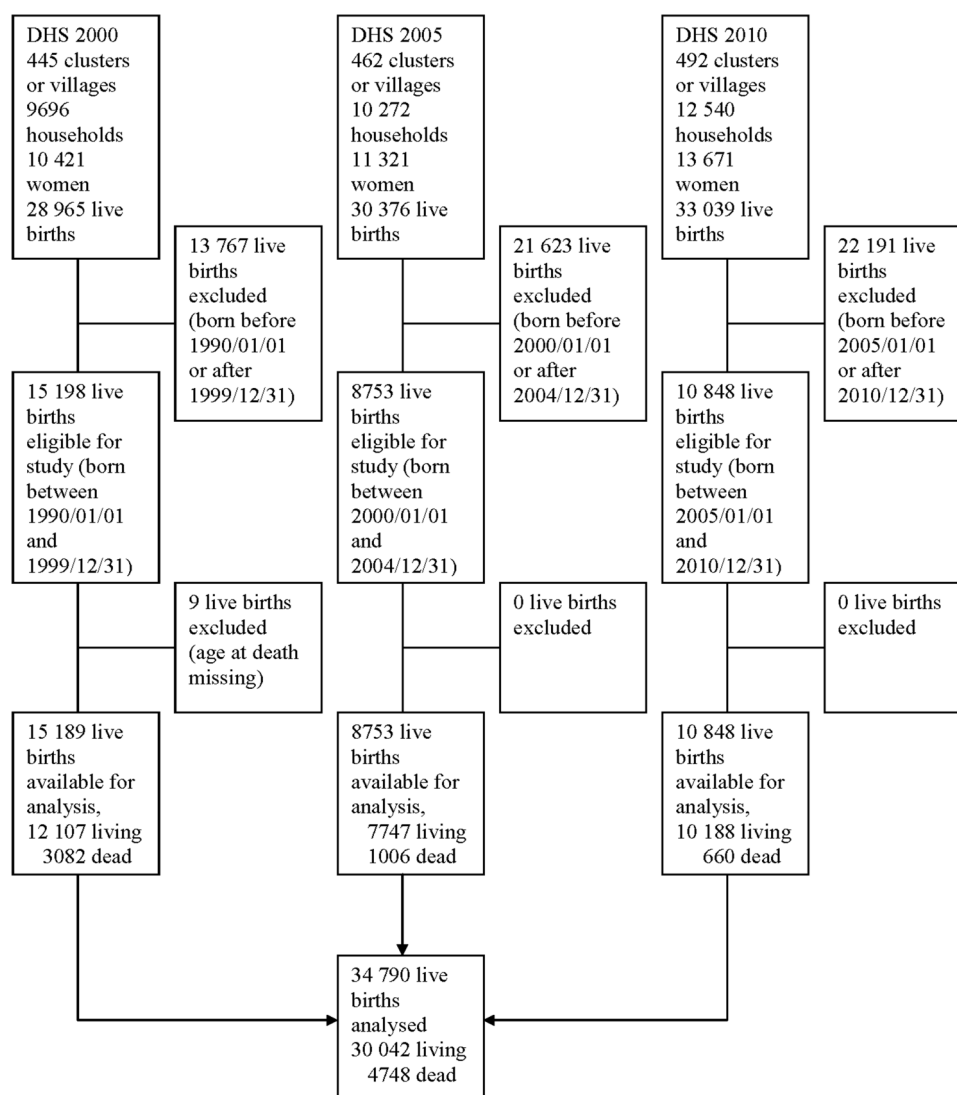 DHS 2000
445 clusters
or villages
9696
households
10 421
women
28 965 live
births
DHS 2005
462 clusters
or villages
10 272
households
11 321
women
30 376 live
births
DHS 2010
492 clusters
or villages
12 540
households
13 671
women
33 039 live
births
13 767 live
births
excluded
(born before
1990/01/01
or after
1999/12/31)
21 623 live
births
excluded
(born before
2000/01/01
or after
2004/12/31)
22 191 live
births
excluded
(born before
2005/01/01
or after
2010/12/31)
15 198 live
births
eligible for
study (born
between
1990/01/01
and
1999/12/31)
8753 live
births
eligible for
study (born
between
2000/01/01
and
2004/12/31)
10 848 live
births
eligible for
study (born
between
2005/01/01
and
2010/12/31)
9 live births
excluded
(age at death
missing)
0 live births
excluded
0 live births
excluded
15 189 live
births
available for
analysis,
12 107 living
3082 dead
8753 live
births
available for
analysis,
7747 living
1006 dead
10 848 live
births
available for
analysis,
10 188 living
660 dead
34 790 live
births
analysed
30 042 living
4748 dead